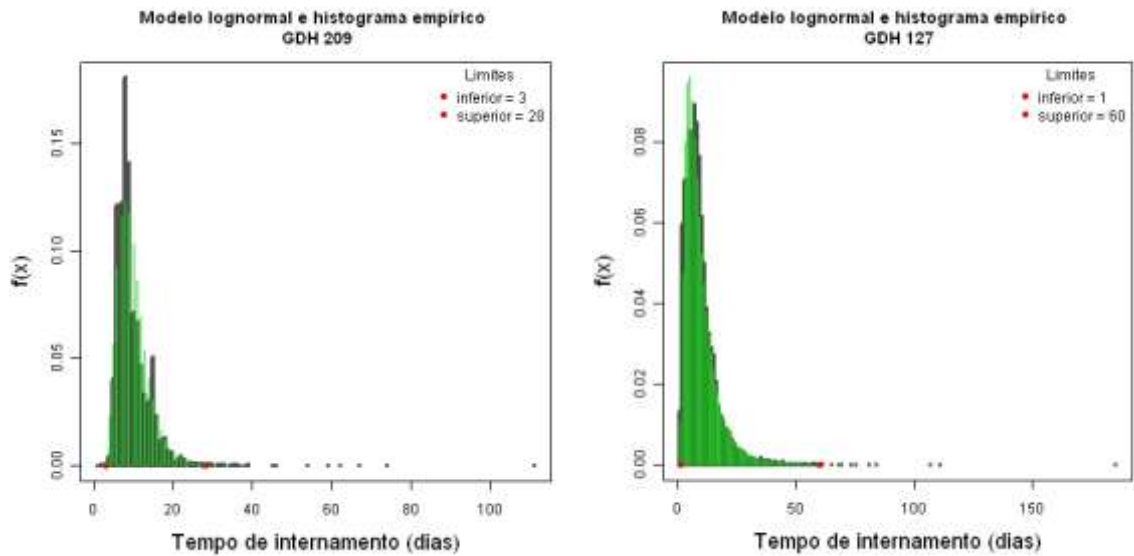 Modelo lognormal e histograma empírico
GDH 209
Limites
inferior = 3
superior = 28
f(x)
0.00
0.05
0.10
0.15
0
20
40
60
80
100
Tempo de internamento (dias)
Modelo lognormal e histograma empírico
GDH 127
Limites
inferior = 1
superior = 60
f(x)
0.00
0.02
0.04
0.06
0.08
0
50
100
150
Tempo de internamento (dias)